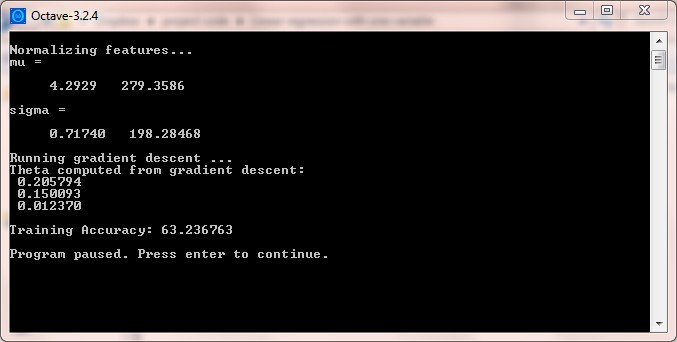 Octave-3.2.4
Normalizing features...
mu =
4.2929 279.3586
sigma =
0.71740 198.28468
Running gradient descent ...
Theta computed from gradient descent:
0.205794
0.150093
0.012370
Training Accuracy: 63.236763
Program paused. Press enter to continue.